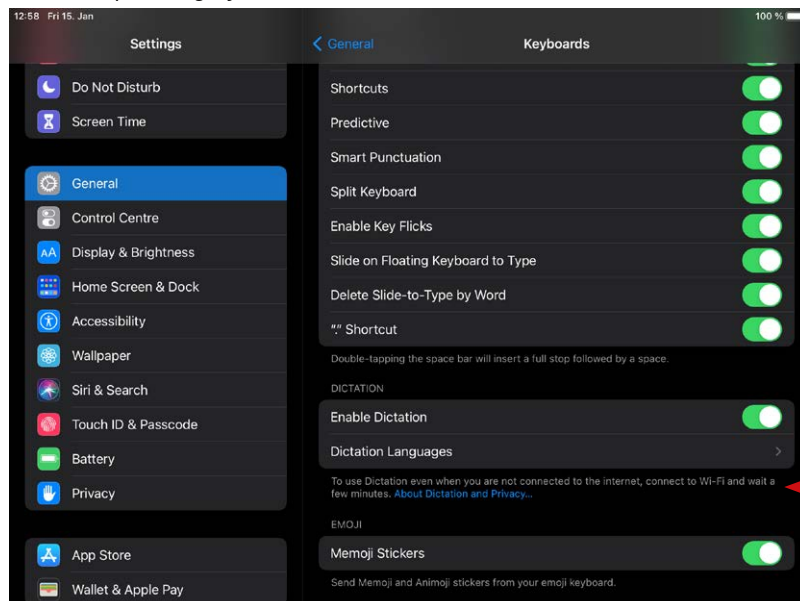 12:58 Fri 15. Jan
100 %
Settings
Do Not Disturb
Screen Time
General
Control Centre
AA Display & Brightness
Home Screen & Dock
Accessibility
Wallpaper
Siri & Search
Touch ID & Passcode
Battery
Privacy
App Store
Wallet & Apple Pay
General
Keyboards
Shortcuts
Predictive
Smart Punctuation
Split Keyboard
Enable Key Flicks
Slide on Floating Keyboard to Type
Delete Slide-to-Type by Word
"." Shortcut
Double-tapping the space bar will insert a full stop followed by a space.
DICTATION
Enable Dictation
Dictation Languages
To use Dictation even when you are not connected to the internet, connect to Wi-Fi and wait a
few minutes. About Dictation and Privacy...
EMOJI
Memoji Stickers
Send Memoji and Animoji stickers from your emoji keyboard.